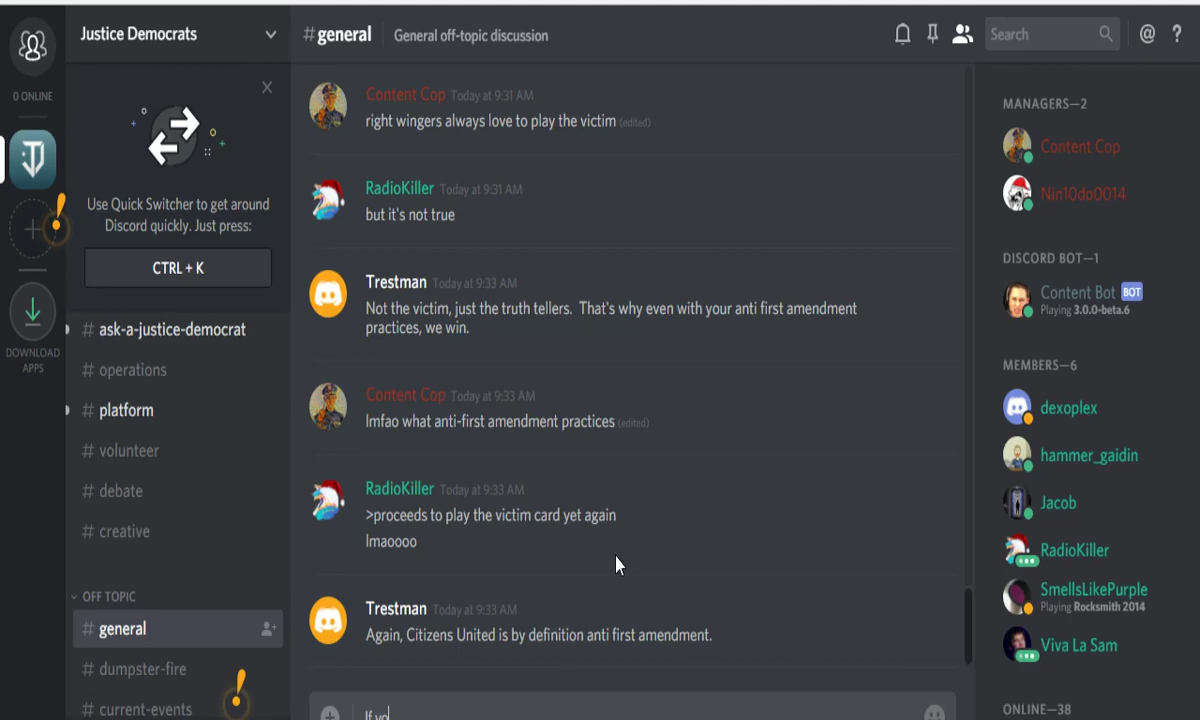 Justice Democrats
#general
General off-topic discussion
Search
@
?
0 ONLINE
Use Quick Switcher to get around
Discord quickly. Just press:
CTRL + K
DOWNLOAD
APPS
# ask-a-justice-democrat
# operations
# platform
# volunteer
# debate
# creative
OFF TOPIC
# general
# dumpster-fire
# current-events
Content Cop Today at 9:31 AM
right wingers always love to play the victim (edited)
RadioKiller Today at 9:31 AM
but it's not true
Trestman Today at 9:33 AM
Not the victim, just the truth tellers. That's why even with your anti first amendment
practices, we win.
Content Cop Today at 9:33 AM
lmfao what anti-first amendment practices (edited)
RadioKiller Today at 9:33 AM
>proceeds to play the victim card yet again
lmaoooo
Trestman Today at 9:33 AM
Again, Citizens United is by definition anti first amendment.
If yo
MANAGERS—2
Content Cop
Nin10do0014
DISCORD BOT—1
Content Bot BOT
Playing 3.0.0-beta.6
MEMBERS—6
dexoplex
hammer_gaidin
Jacob
RadioKiller
SmellsLikePurple
Playing Rocksmith 2014
Viva La Sam
ONLINE—38